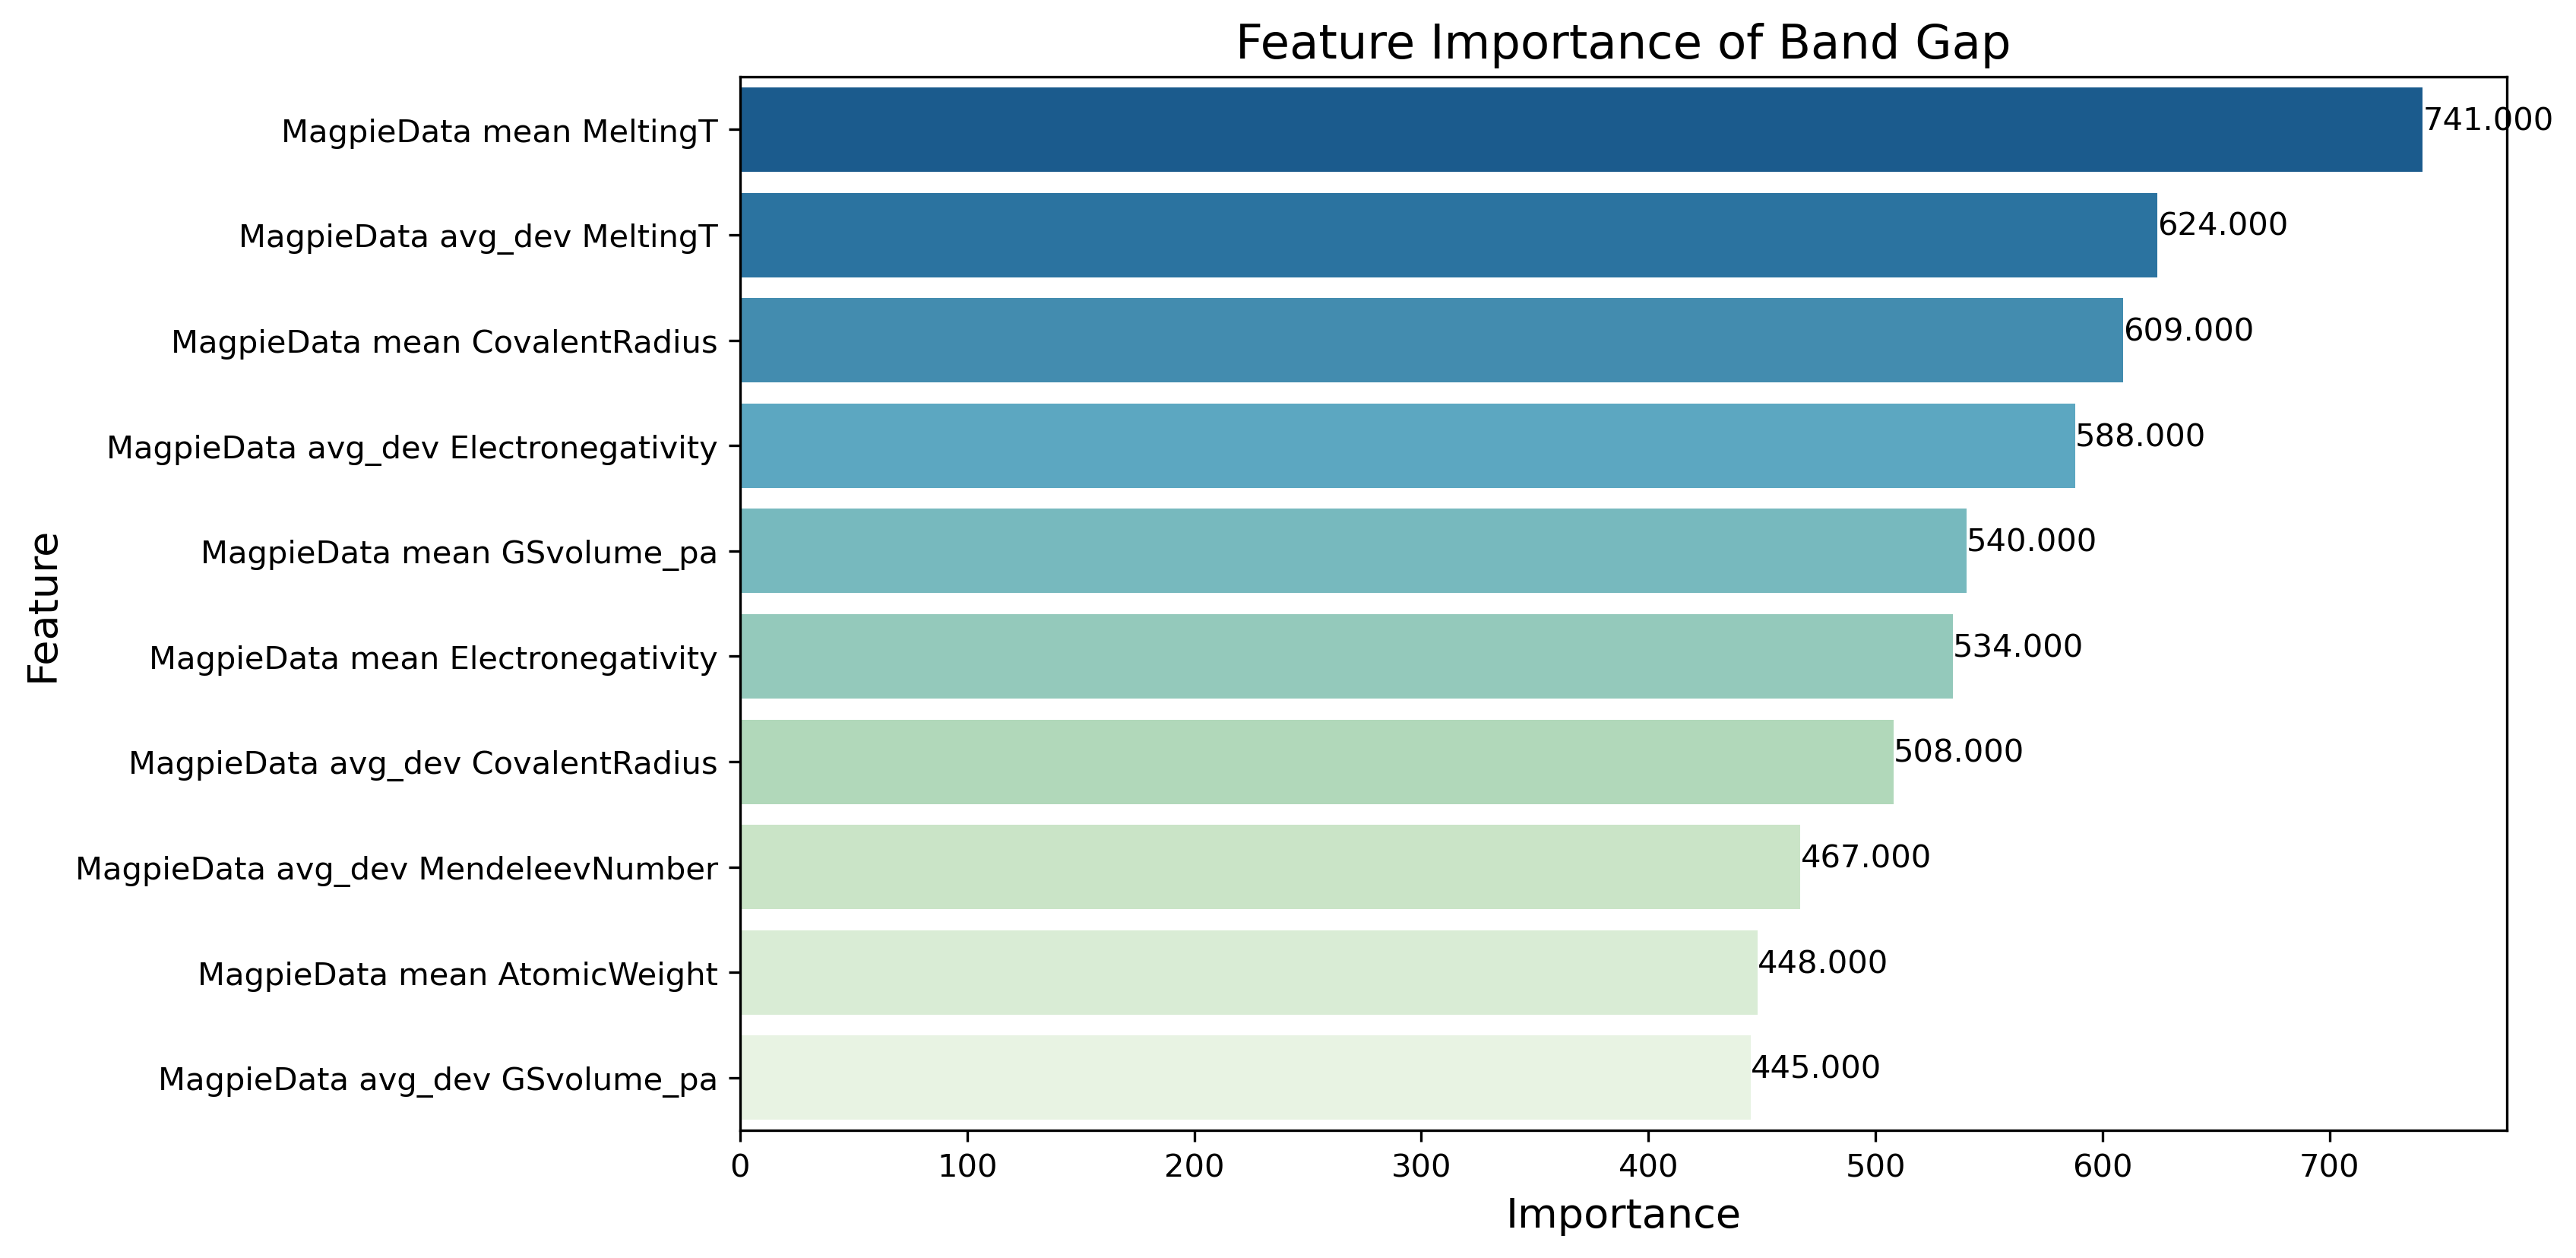 Feature Importance of Band Gap
MagpieData mean MeltingT 741.000
MagpieData avg_dev MeltingT 624.000
MagpieData mean CovalentRadius 609.000
MagpieData avg_dev Electronegativity 588.000
MagpieData mean GSvolume_pa 540.000
MagpieData mean Electronegativity 534.000
MagpieData avg_dev CovalentRadius 508.000
MagpieData avg_dev MendeleevNumber 467.000
MagpieData mean AtomicWeight 448.000
MagpieData avg_dev GSvolume_pa 445.000
Feature
0 100 200 300 400 500 600 700
Importance